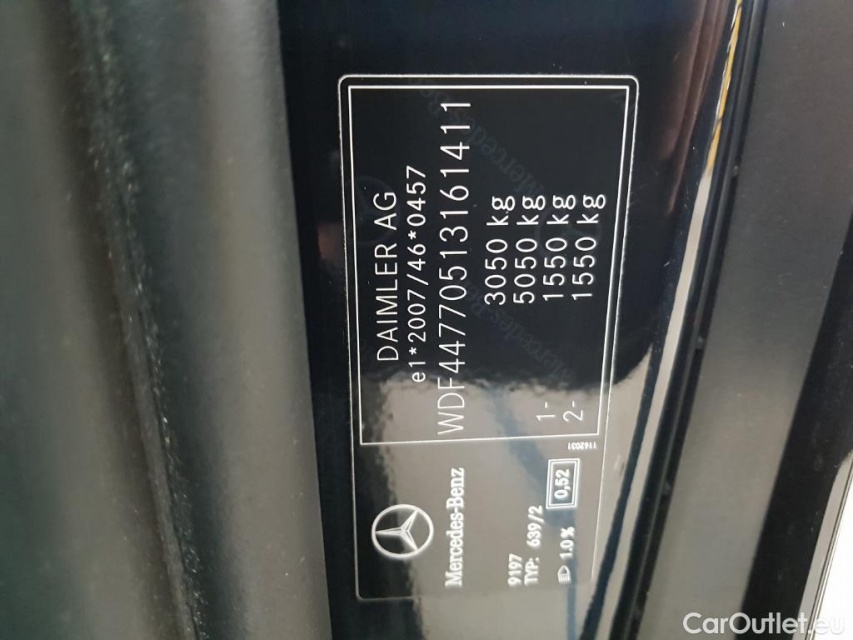 DAIMLER AG
e1*2007/46*0457
WDF44770513161411
3050 kg
5050 kg
1- 1550 kg
2- 1550 kg
1162031
Mercedes-Benz
9197
TYP: 639/2
1.0 % 0,52
CarOutlet.eu